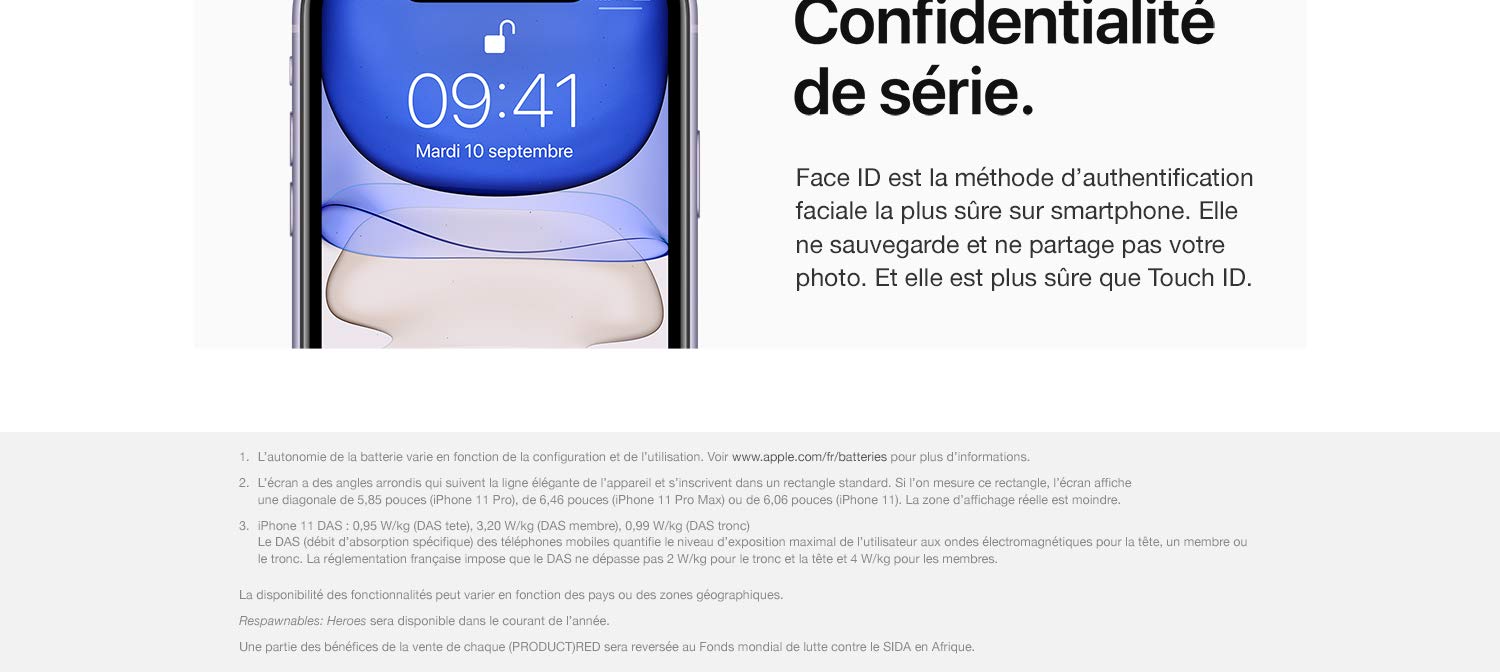 Confidentialité
de série.
09:41
Mardi 10 septembre
Face ID est la méthode d’authentification
faciale la plus sûre sur smartphone. Elle
ne sauvegarde et ne partage pas votre
photo. Et elle est plus sûre que Touch ID.
1. L’autonomie de la batterie varie en fonction de la configuration et de l’utilisation. Voir www.apple.com/fr/batteries pour plus d’informations.
2. L’écran a des angles arrondis qui suivent la ligne élégante de l’appareil et s’inscrivent dans un rectangle standard. Si l’on mesure ce rectangle, l’écran affiche
une diagonale de 5,85 pouces (iPhone 11 Pro), de 6,46 pouces (iPhone 11 Pro Max) ou de 6,06 pouces (iPhone 11). La zone d’affichage réelle est moindre.
3. iPhone 11 DAS : 0,95 W/kg (DAS tete), 3,20 W/kg (DAS membre), 0,99 W/kg (DAS tronc)
Le DAS (débit d’absorption spécifique) des téléphones mobiles quantifie le niveau d’exposition maximal de l’utilisateur aux ondes électromagnétiques pour la tête, un membre ou
le tronc. La réglementation française impose que le DAS ne dépasse pas 2 W/kg pour le tronc et la tête et 4 W/kg pour les membres.
La disponibilité des fonctionnalités peut varier en fonction des pays ou des zones géographiques.
Respawnables: Heroes sera disponible dans le courant de l’année.
Une partie des bénéfices de la vente de chaque (PRODUCT)RED sera reversée au Fonds mondial de lutte contre le SIDA en Afrique.